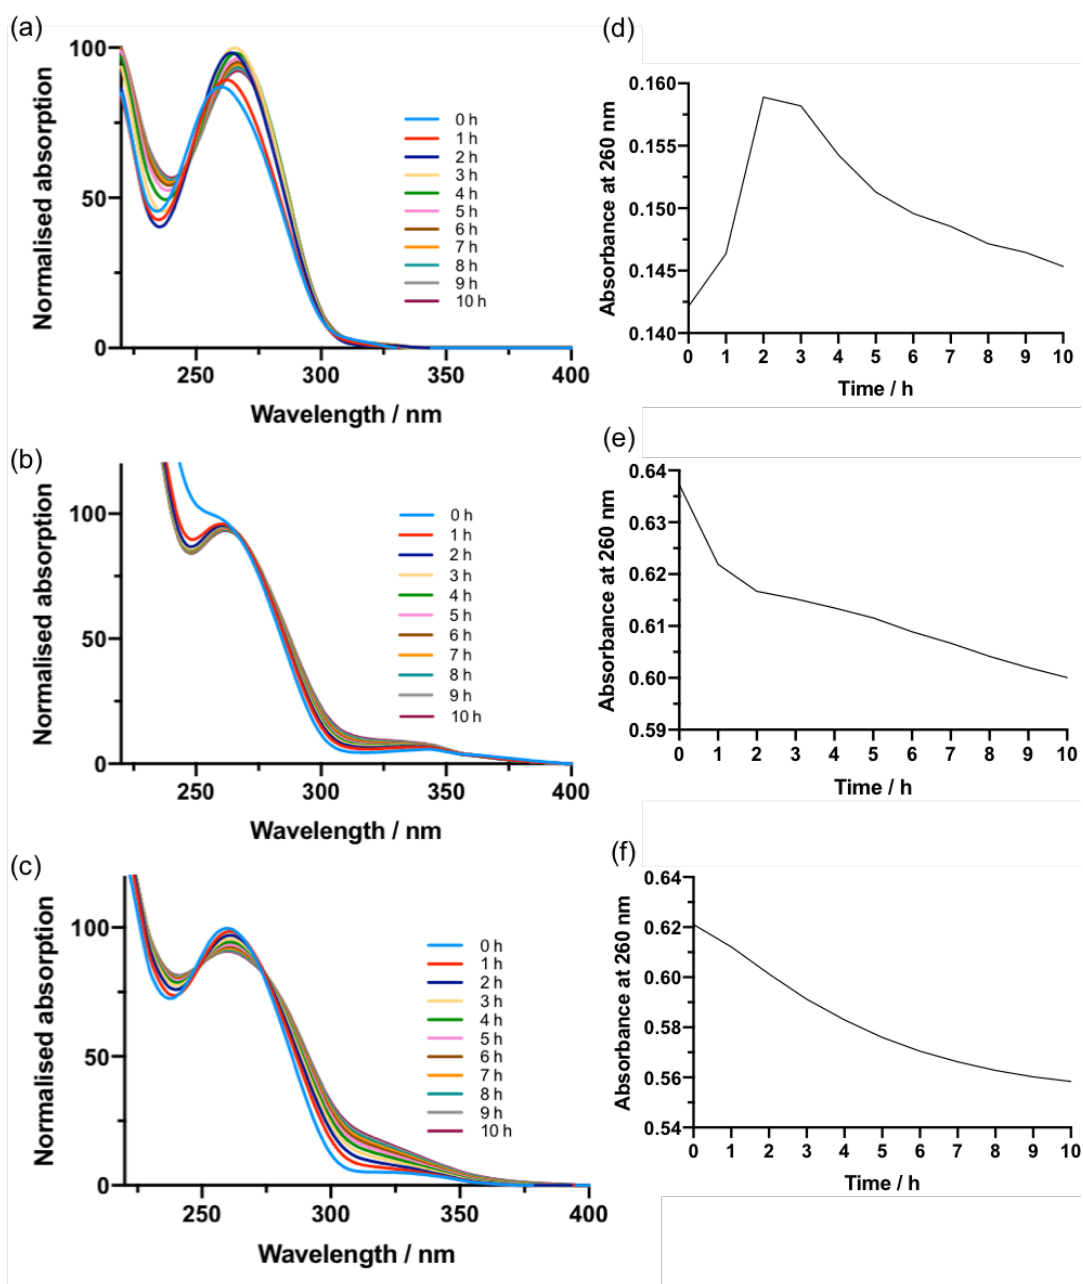 (a)
Normalised absorption
100
50
0
250
300
350
400
Wavelength / nm
0 h
1 h
2 h
3 h
4 h
5 h
6 h
7 h
8 h
9 h
10 h
(d)
Absorbance at 260 nm
0.160
0.155
0.150
0.145
0.140
0 1 2 3 4 5 6 7 8 9 10
Time / h
(b)
Normalised absorption
100
50
0
250
300
350
400
Wavelength / nm
0 h
1 h
2 h
3 h
4 h
5 h
6 h
7 h
8 h
9 h
10 h
(e)
Absorbance at 260 nm
0.64
0.63
0.62
0.61
0.60
0.59
0 1 2 3 4 5 6 7 8 9 10
Time / h
(c)
Normalised absorption
100
50
0
250
300
350
400
Wavelength / nm
0 h
1 h
2 h
3 h
4 h
5 h
6 h
7 h
8 h
9 h
10 h
(f)
Absorbance at 260 nm
0.64
0.62
0.60
0.58
0.56
0.54
0 1 2 3 4 5 6 7 8 9 10
Time / h